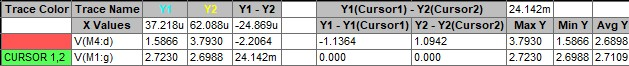 Trace Color Trace Name Y1 Y2 Y1 - Y2 Y1(Cursor1) - Y2(Cursor2) 24.142m
X Values 37.218u 62.088u -24.869u Y1 - Y1(Cursor1) Y2 - Y2(Cursor2) Max Y Min Y Avg Y
V(M4:d) 1.5866 3.7930 -2.2064 -1.1364 1.0942 3.7930 1.5866 2.6898
CURSOR 1,2 V(M1:g) 2.7230 2.6988 24.142m 0.000 0.000 2.7230 2.6988 2.7109